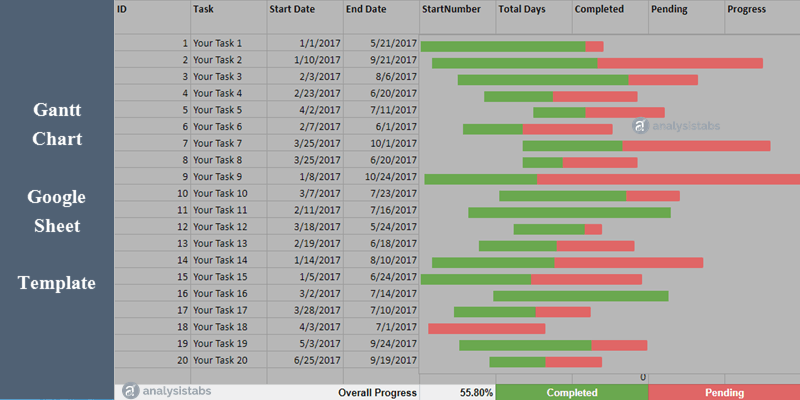 Gantt
Chart
Google
Sheet
Template
ID Task Start Date End Date StartNumber Total Days Completed Pending Progress
1 Your Task 1 1/1/2017 5/21/2017
2 Your Task 2 1/10/2017 9/21/2017
3 Your Task 3 2/3/2017 8/6/2017
4 Your Task 4 2/23/2017 6/20/2017
5 Your Task 5 4/2/2017 7/11/2017
6 Your Task 6 2/7/2017 6/1/2017
analysistabs
7 Your Task 7 3/25/2017 10/1/2017
8 Your Task 8 3/25/2017 6/20/2017
9 Your Task 9 1/8/2017 10/24/2017
10 Your Task 10 3/7/2017 7/23/2017
11 Your Task 11 2/11/2017 7/16/2017
12 Your Task 12 3/18/2017 5/24/2017
13 Your Task 13 2/19/2017 6/18/2017
14 Your Task 14 1/14/2017 8/10/2017
15 Your Task 15 1/5/2017 6/24/2017
16 Your Task 16 3/2/2017 7/14/2017
17 Your Task 17 3/28/2017 7/10/2017
18 Your Task 18 4/3/2017 7/1/2017
19 Your Task 19 5/3/2017 9/24/2017
20 Your Task 20 6/25/2017 9/19/2017
0
analysistabs Overall Progress 55.80% Completed Pending